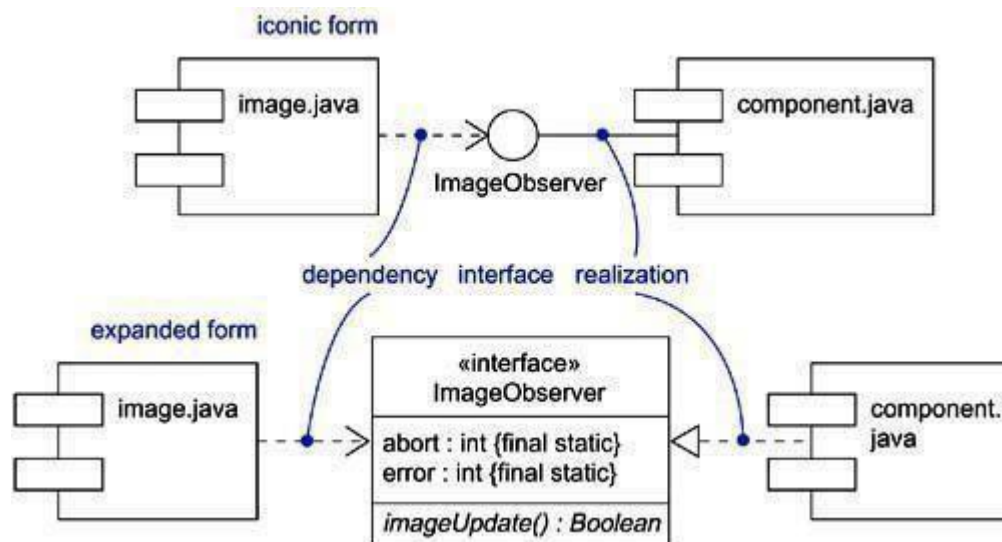 iconic form
image.java
component.java
ImageObserver
dependency interface realization
expanded form
image.java
«interface»
ImageObserver
abort : int {final static}
error : int {final static}
imageUpdate() : Boolean
component.
java